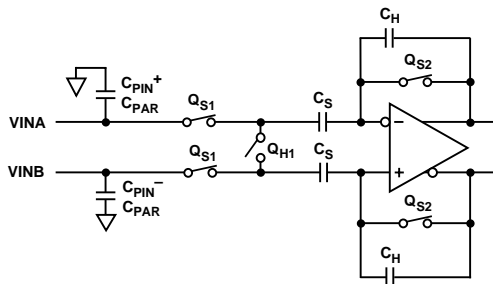 CH
QS2
CPIN+
CPAR
QS1
CS
VINA
−
QH1
VINB
QS1
CS
+
CPIN−
CPAR
QS2
CH